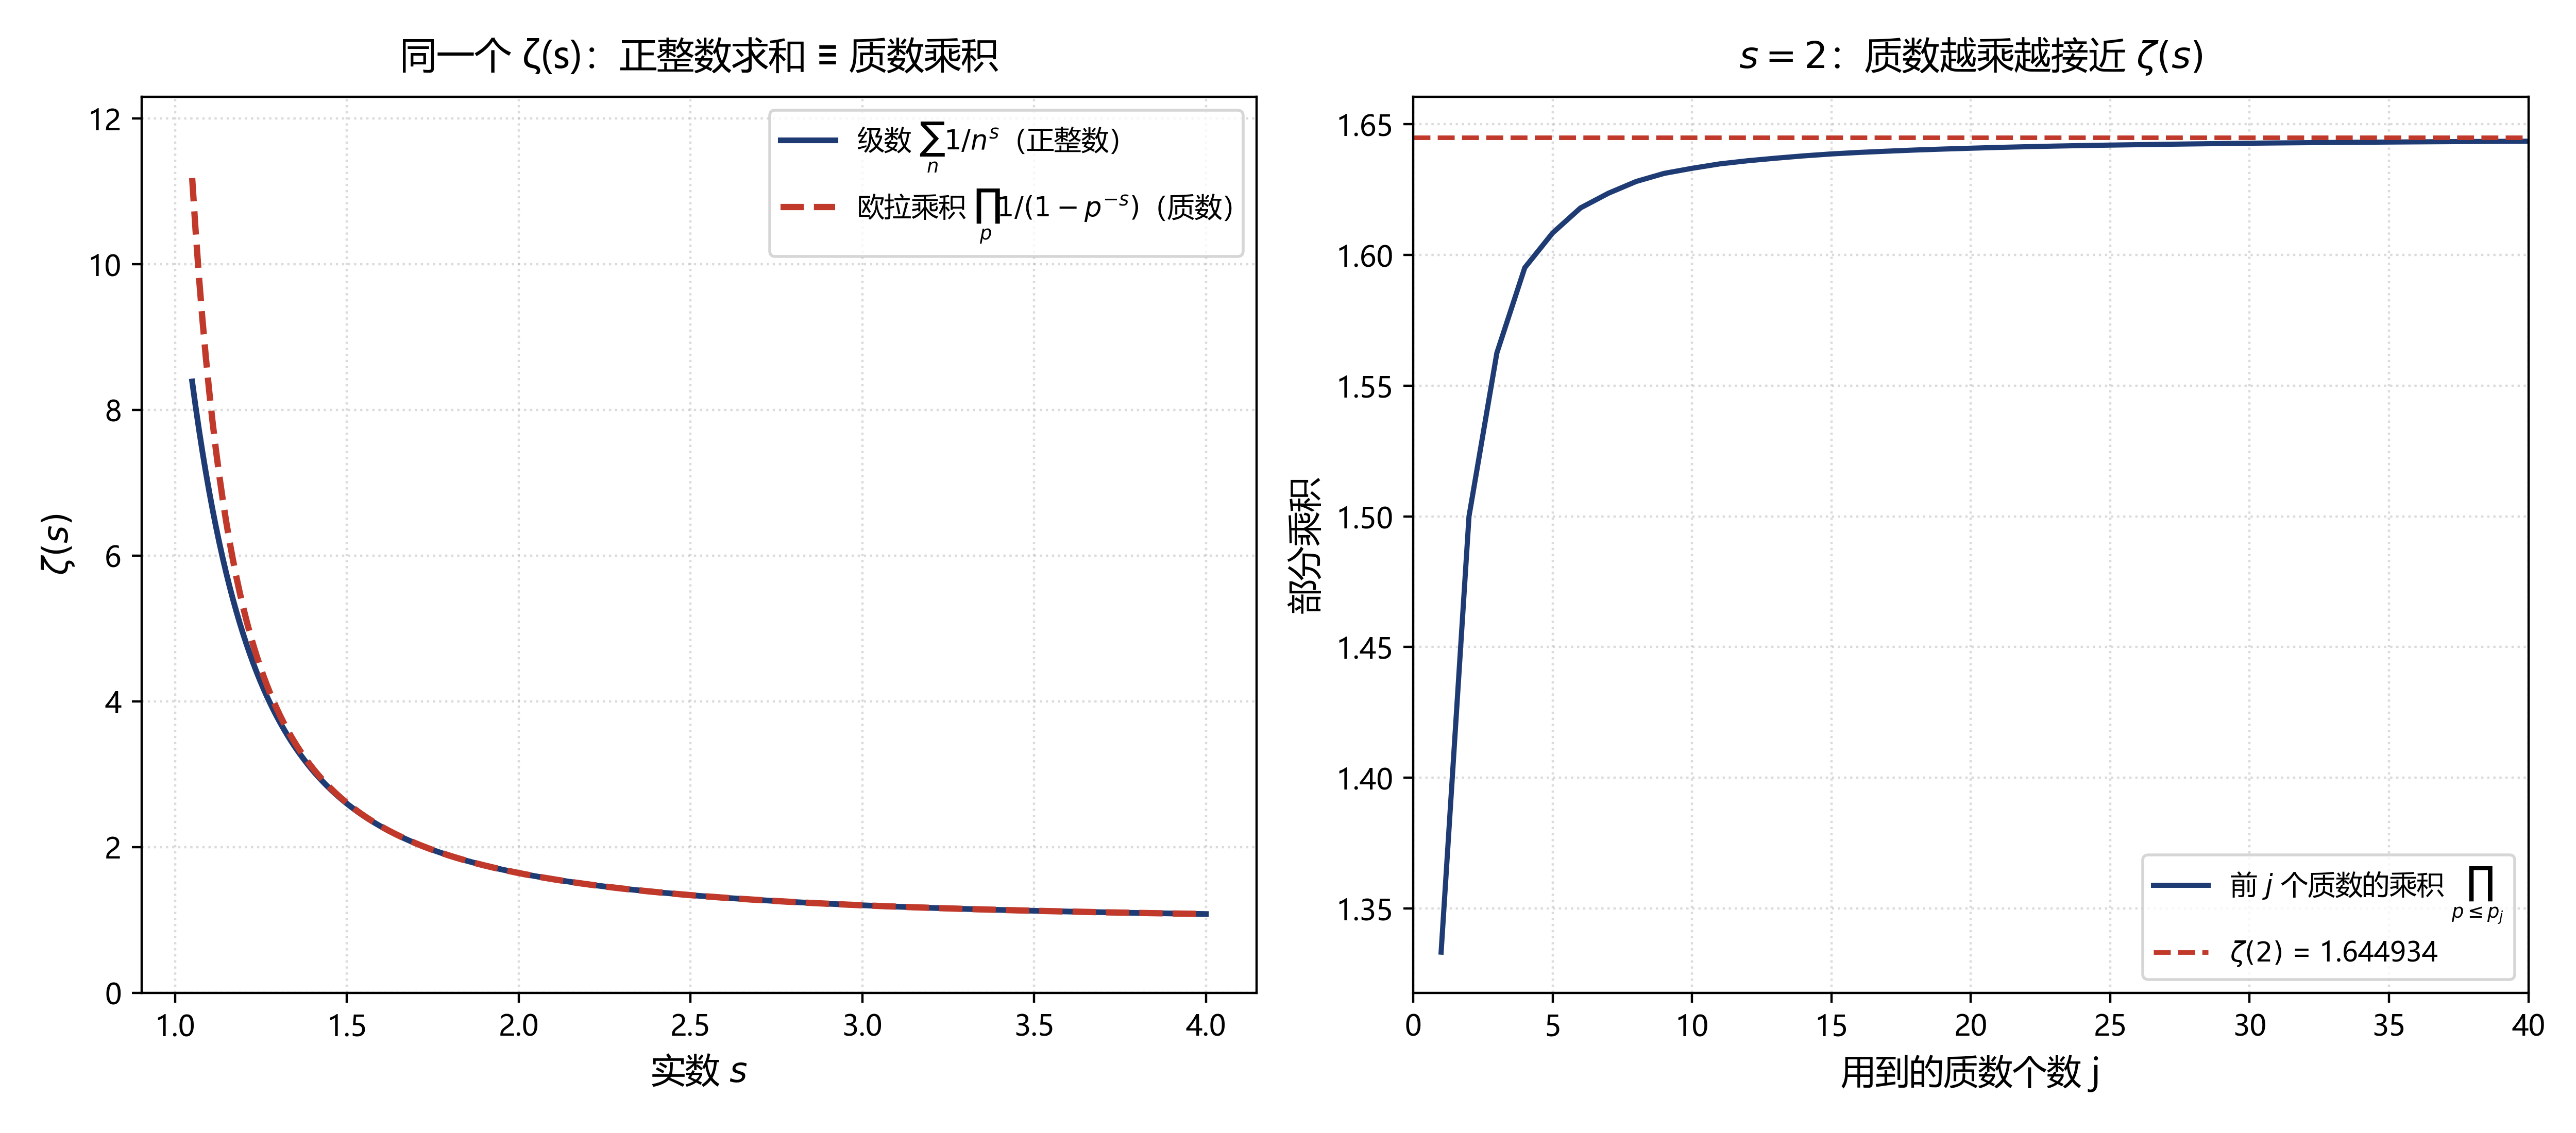 同一个 ζ(s)：正整数求和 ≡ 质数乘积
12
10
8
6
4
2
0
ζ(s)
级数 ∑ₙ 1/nˢ（正整数）
欧拉乘积 ∏ₚ 1/(1 − p⁻ˢ)（质数）
1.0 1.5 2.0 2.5 3.0 3.5 4.0
实数 s
s = 2：质数越乘越接近 ζ(s)
1.65
1.60
1.55
1.50
1.45
1.40
1.35
部分乘积
前 j 个质数的乘积 ∏
p ≤ pⱼ
ζ(2) = 1.644934
0 5 10 15 20 25 30 35 40
用到的质数个数 j